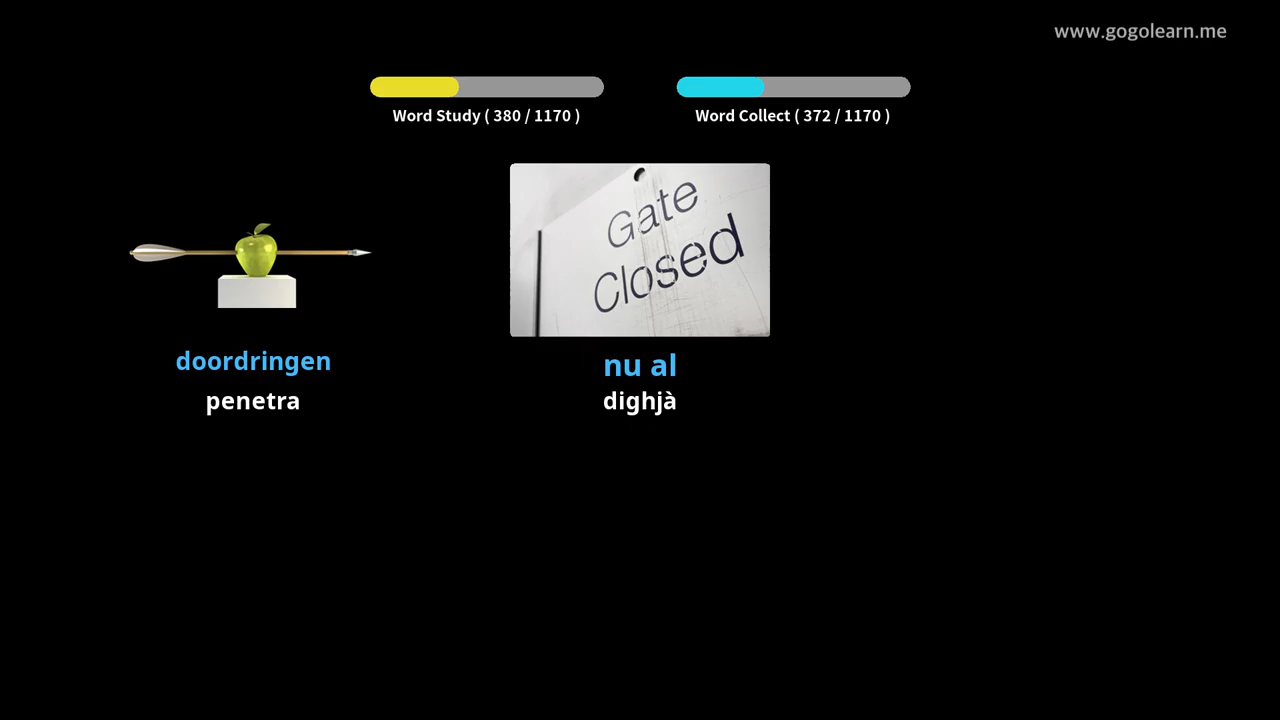 www.gogolearn.me
Word Study ( 380 / 1170 )
Word Collect ( 372 / 1170 )
Gate
Closed
doordringen
penetra
nu al
dighjà